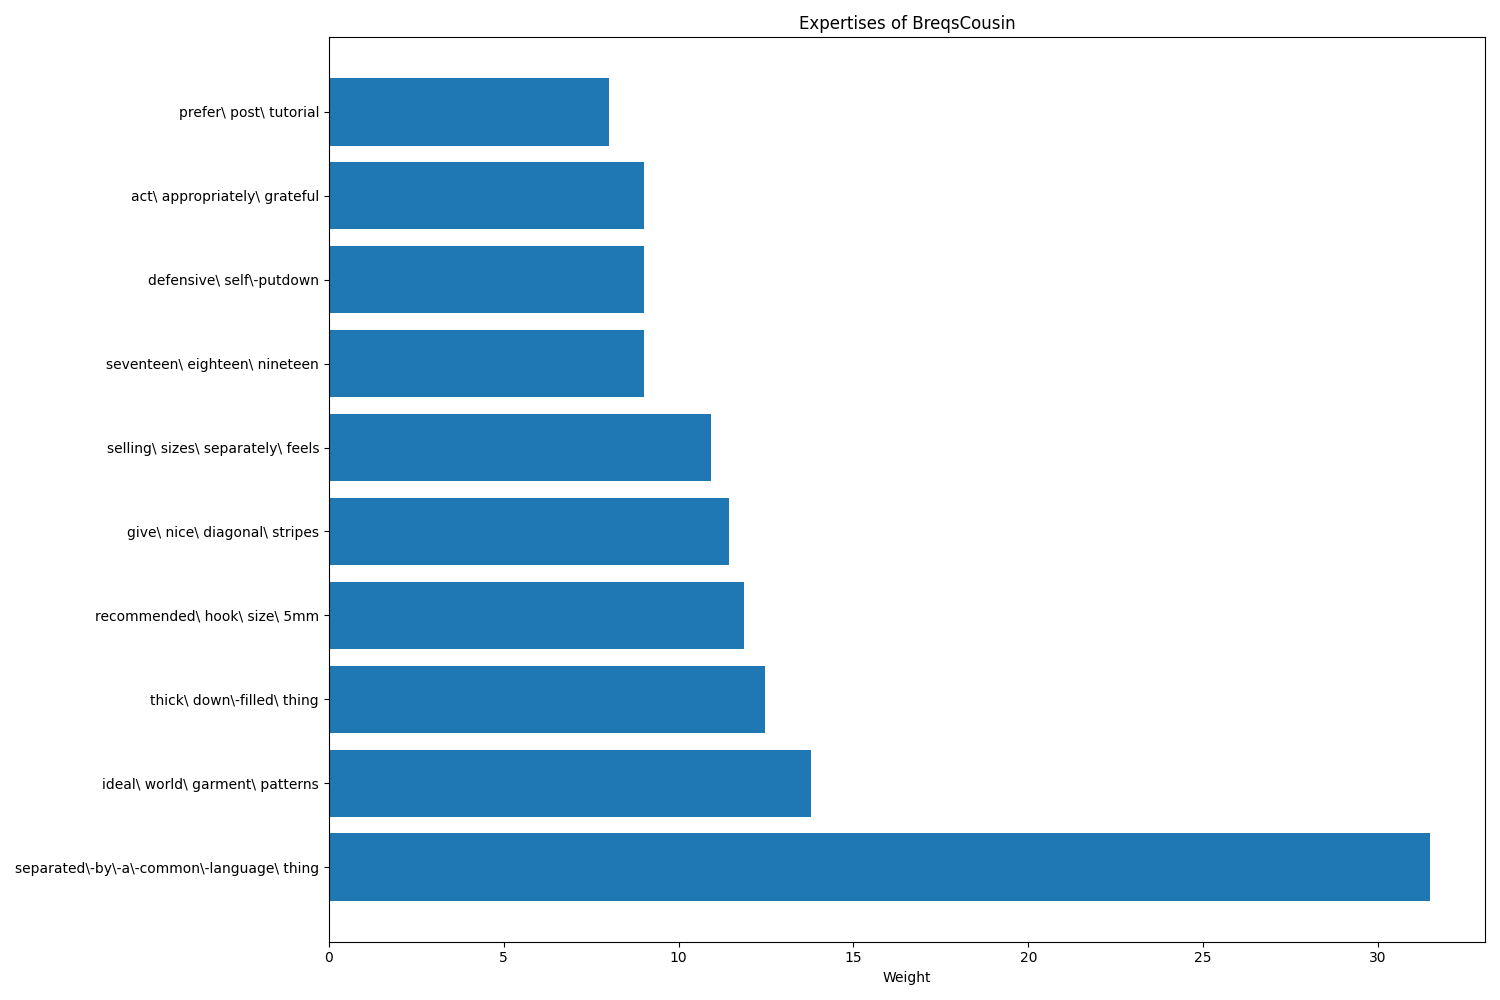 Expertises of BreqsCousin
prefer\ post\ tutorial
act\ appropriately\ grateful
defensive\ self\-putdown
seventeen\ eighteen\ nineteen
selling\ sizes\ separately\ feels
give\ nice\ diagonal\ stripes
recommended\ hook\ size\ 5mm
thick\ down\-filled\ thing
ideal\ world\ garment\ patterns
separated\-by\-a\-common\-language\ thing
0 5 10 15 20 25 30
Weight